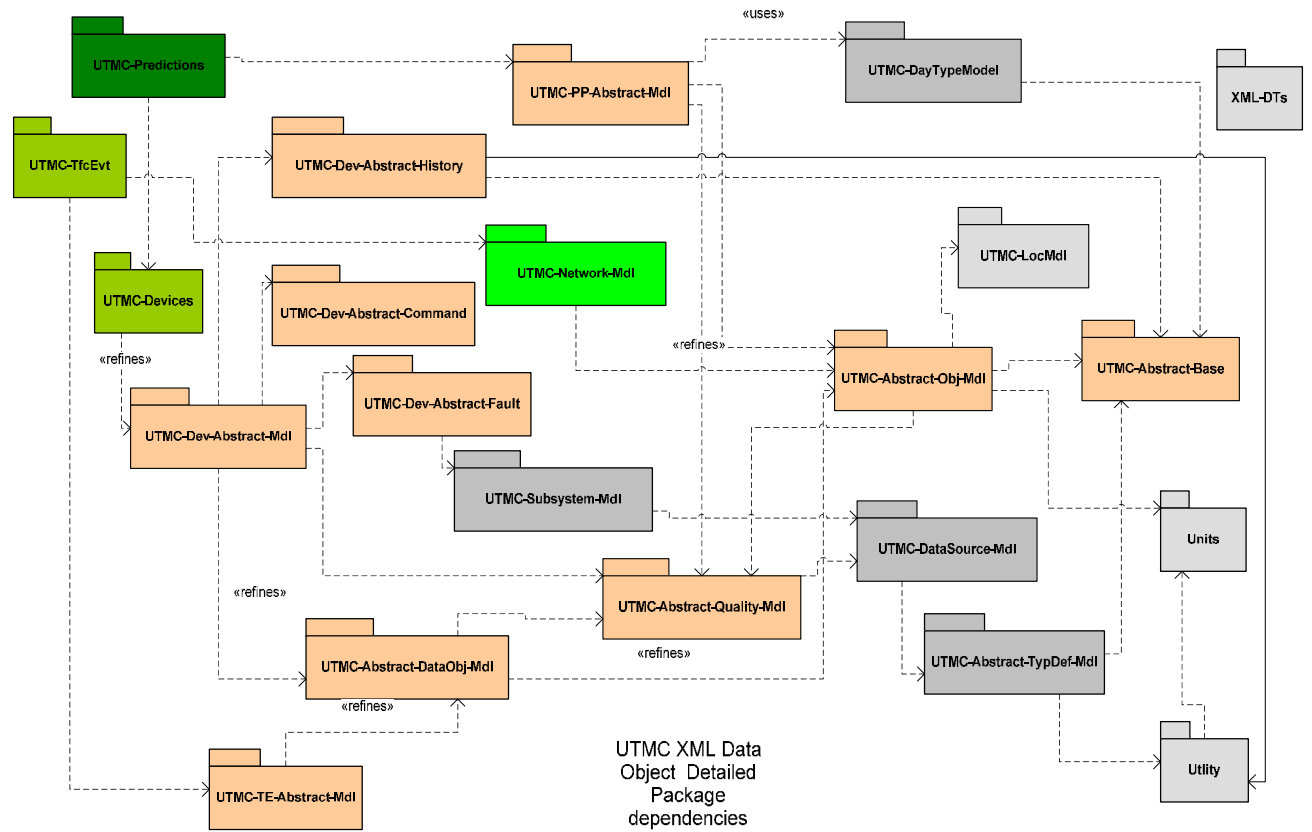 «uses»
UTMC-Predictions
UTMC-PP-Abstract-Mdl
UTMC-DayTypeModel
XML-DTs
UTMC-TfcEvt
UTMC-Dev-Abstract-History
UTMC-Network-Mdl
UTMC-LocMdl
UTMC-Devices
UTMC-Dev-Abstract-Command
«refines»
«refines»
UTMC-Abstract-Obj-Mdl
UTMC-Abstract-Base
UTMC-Dev-Abstract-Fault
UTMC-Dev-Abstract-Mdl
UTMC-Subsystem-Mdl
UTMC-DataSource-Mdl
Units
«refines»
UTMC-Abstract-Quality-Mdl
«refines»
UTMC-Abstract-DataObj-Mdl
UTMC-Abstract-TypDef-Mdl
«refines»
UTMC XML Data
Object Detailed
Package
dependencies
Utlity
UTMC-TE-Abstract-Mdl